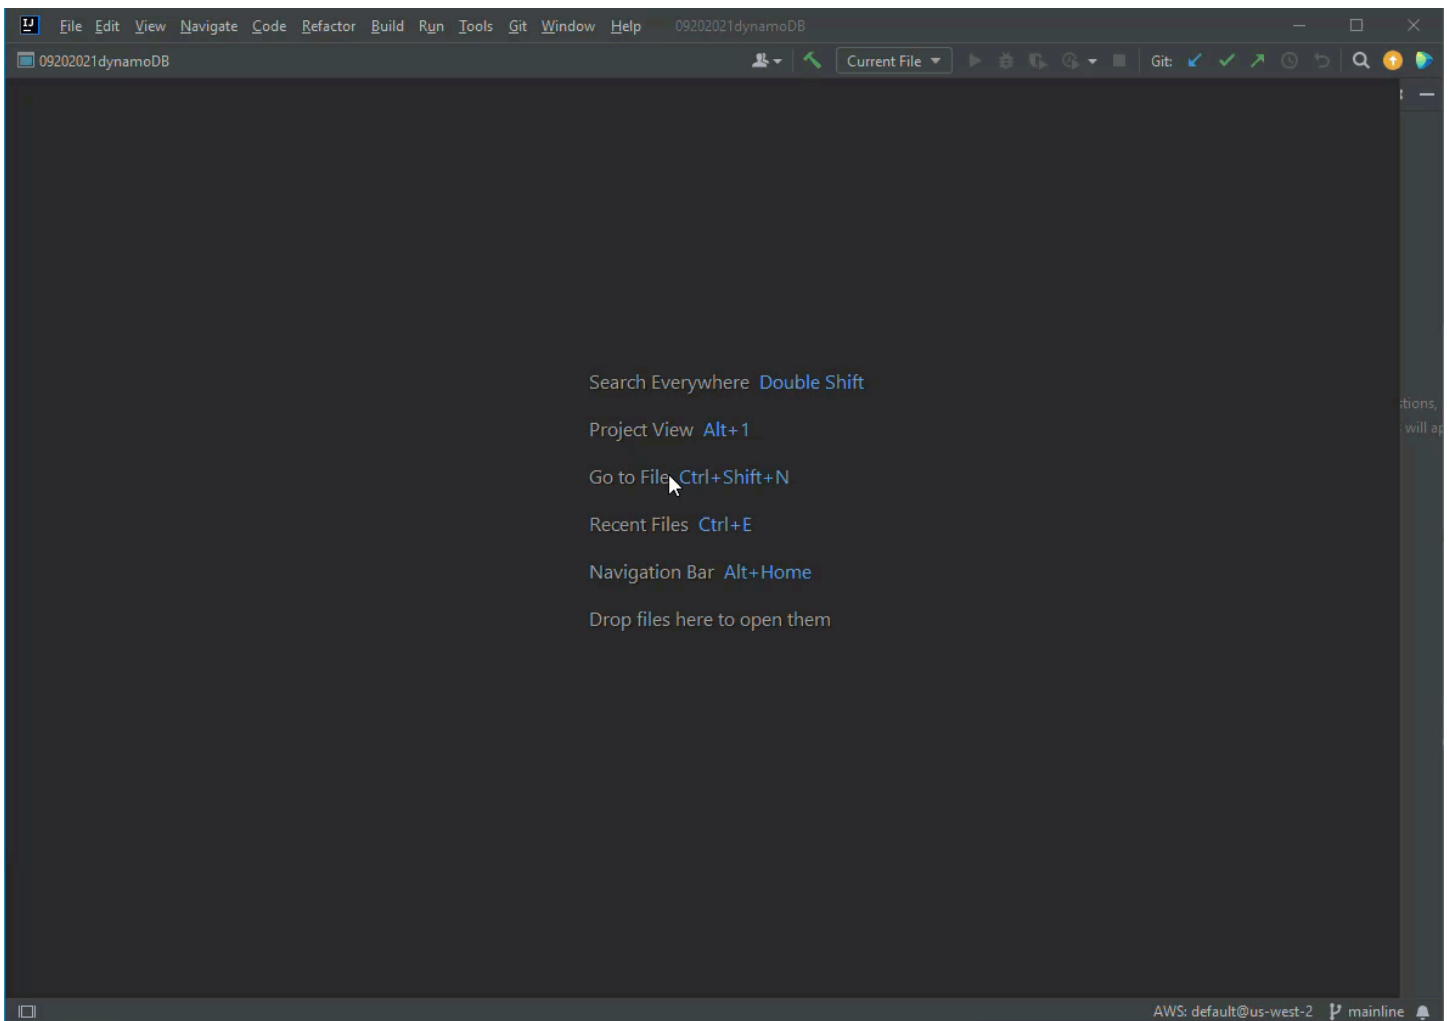 IJ File Edit View Navigate Code Refactor Build Run Tools Git Window Help 09202021dynamoDB
09202021dynamoDB Current File Git:
Search Everywhere Double Shift
Project View Alt+1
stions,
will
Go to File Ctrl+Shift+N
Recent Files Ctrl+E
Navigation Bar Alt+Home
Drop files here to open them
AWS: default@us-west-2 mainline